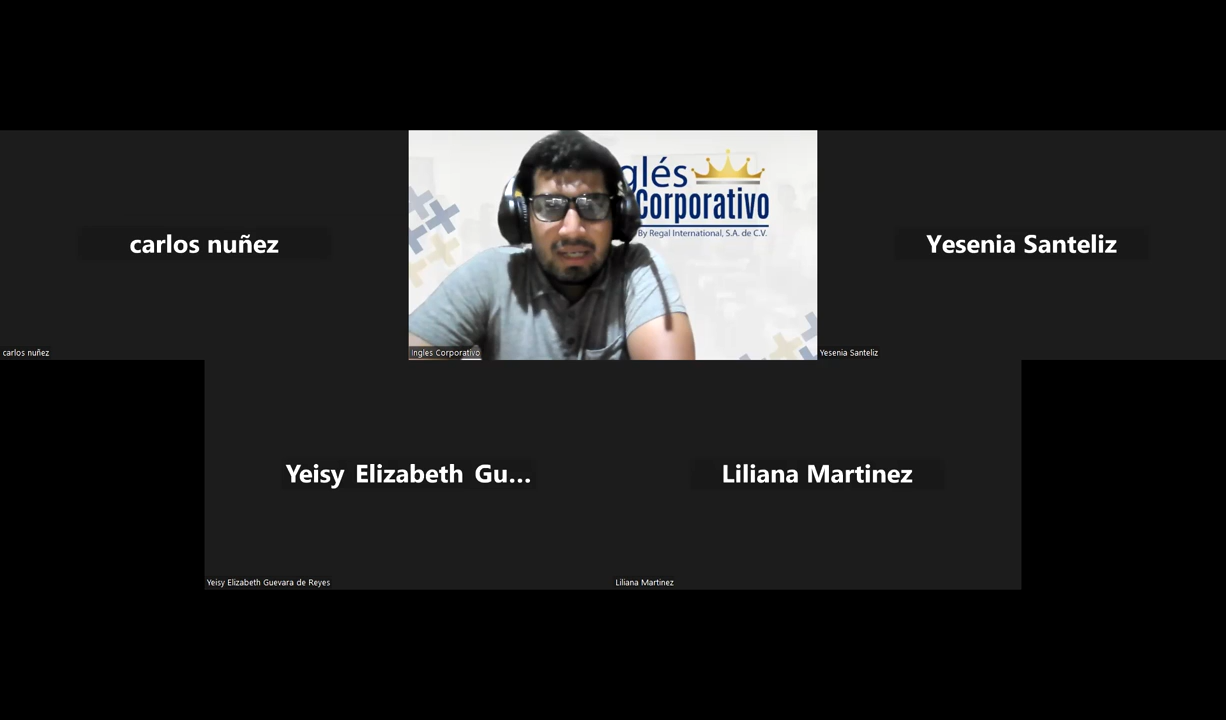 carlos nuñez
carlos nuñez
glés
Corporativo
By Regal International, S.A. de C.V.
Ingles Corporativo
Yesenia Santeliz
Yesenia Santeliz
Yeisy Elizabeth Gu...
Yeisy Elizabeth Guevara de Reyes
Liliana Martinez
Liliana Martinez